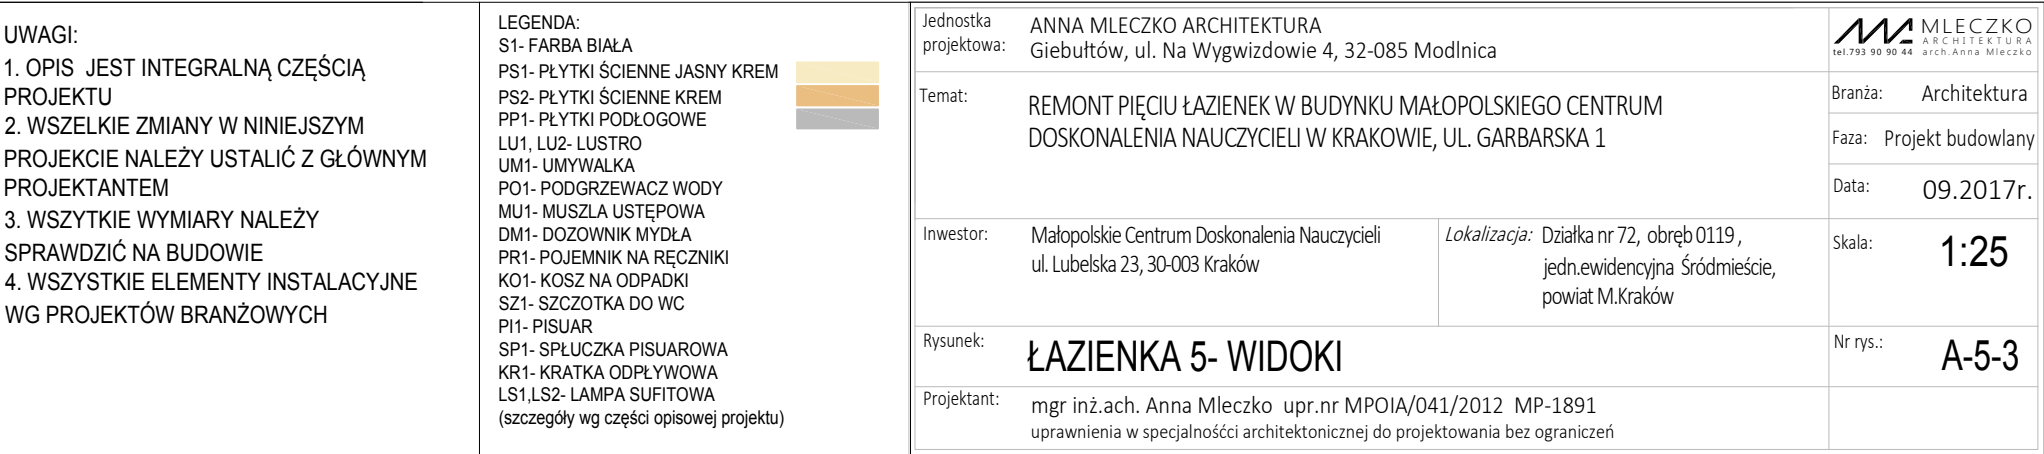 UWAGI:
1. OPIS  JEST INTEGRALNĄ CZĘŚCIĄ
PROJEKTU
2. WSZELKIE ZMIANY W NINIEJSZYM
PROJEKCIE NALEŻY USTALIĆ Z GŁÓWNYM
PROJEKTANTEM
3. WSZYTKIE WYMIARY NALEŻY
SPRAWDZIĆ NA BUDOWIE
4. WSZYSTKIE ELEMENTY INSTALACYJNE
WG PROJEKTÓW BRANŻOWYCH
LEGENDA:
S1- FARBA BIAŁA
PS1- PŁYTKI ŚCIENNE JASNY KREM
PS2- PŁYTKI ŚCIENNE KREM
PP1- PŁYTKI PODŁOGOWE
LU1, LU2- LUSTRO
UM1- UMYWALKA
PO1- PODGRZEWACZ WODY
MU1- MUSZLA USTĘPOWA
DM1- DOZOWNIK MYDŁA
PR1- POJEMNIK NA RĘCZNIKI
KO1- KOSZ NA ODPADKI
SZ1- SZCZOTKA DO WC
PI1- PISUAR
SP1- SPŁUCZKA PISUAROWA
KR1- KRATKA ODPŁYWOWA
LS1,LS2- LAMPA SUFITOWA
(szczegóły wg części opisowej projektu)
Jednostka
projektowa:
ANNA MLECZKO ARCHITEKTURA
Giebułtów, ul. Na Wygwizdowie 4, 32-085 Modlnica
MLECZKO
ARCHITEKTURA
tel.793 90 90 44 arch.Anna Mleczko
Temat:
REMONT PIĘCIU ŁAZIENEK W BUDYNKU MAŁOPOLSKIEGO CENTRUM
DOSKONALENIA NAUCZYCIELI W KRAKOWIE, UL. GARBARSKA 1
Branża: Architektura
Faza: Projekt budowlany
Data: 09.2017r.
Inwestor:
Małopolskie Centrum Doskonalenia Nauczycieli
ul. Lubelska 23, 30-003 Kraków
Lokalizacja: Działka nr 72, obręb 0119 ,
jedn.ewidencyjna Śródmieście,
powiat M.Kraków
Skala: 1:25
Rysunek: ŁAZIENKA 5- WIDOKI
Nr rys.: A-5-3
Projektant: mgr inż.ach. Anna Mleczko upr.nr MPOIA/041/2012 MP-1891
uprawnienia w specjalnośćci architektonicznej do projektowania bez ograniczeń